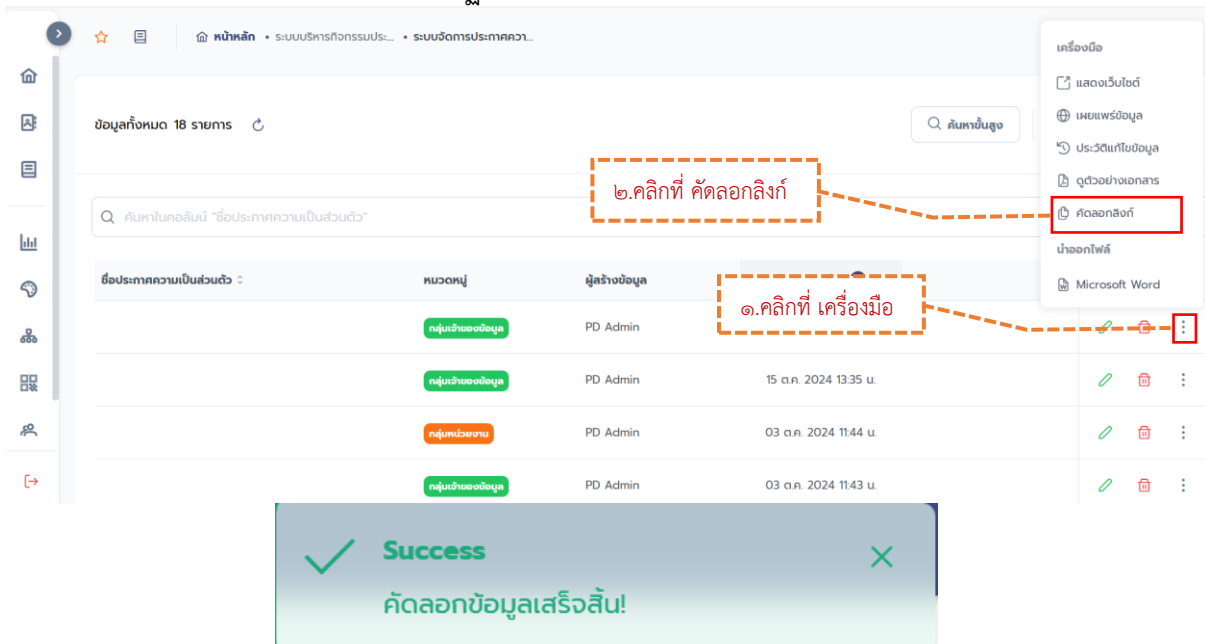 หน้าหลัก • ระบบบริหารกิจกรรมประ... • ระบบจัดการประกาศควา...
เครื่องมือ
แสดงเว็บไซต์
เผยแพร่ข้อมูล
ประวัติแก้ไขข้อมูล
ดูตัวอย่างเอกสาร
คัดลอกลิงก์
นำออกไฟล์
Microsoft Word
ข้อมูลทั้งหมด 18 รายการ
ค้นหาขั้นสูง
๒.คลิกที่ คัดลอกลิงก์
ค้นหาในคอลัมน์ "ชื่อประกาศความเป็นส่วนตัว"
ชื่อประกาศความเป็นส่วนตัว หมวดหมู่ ผู้สร้างข้อมูล
๑.คลิกที่ เครื่องมือ
กลุ่มเจ้าของข้อมูล PD Admin
กลุ่มเจ้าของข้อมูล PD Admin 15 ต.ค. 2024 13:35 น.
กลุ่มหน่วยงาน PD Admin 03 ต.ค. 2024 11:44 น.
กลุ่มเจ้าของข้อมูล PD Admin 03 ต.ค. 2024 11:43 น.
Success
คัดลอกข้อมูลเสร็จสิ้น!